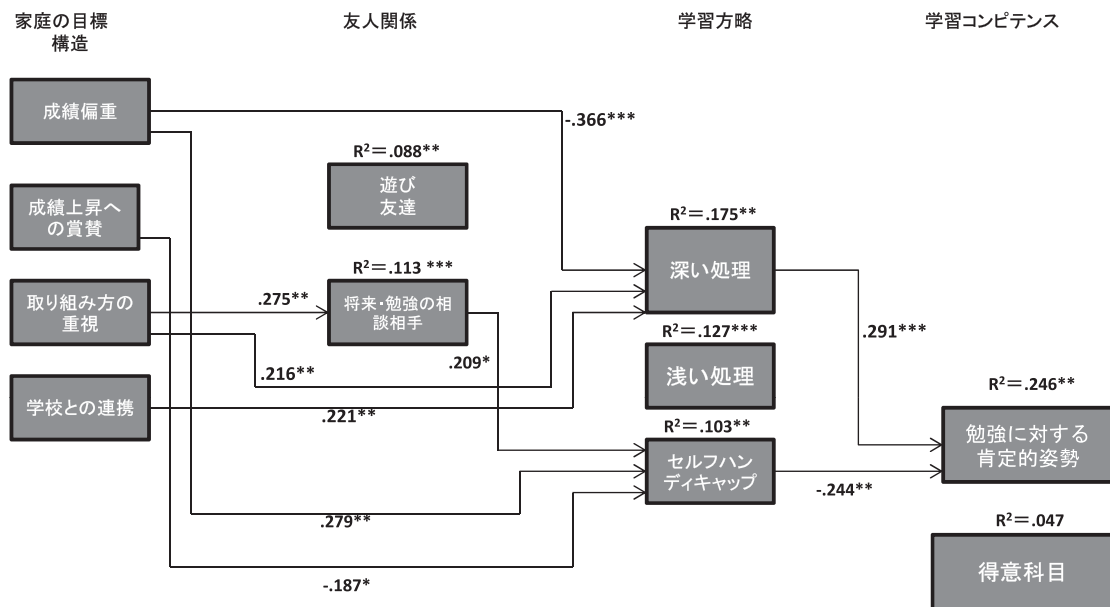 家庭の目標
構造
友人関係
学習方略
学習コンピテンス
成績偏重
-.366***
R²=.088**
遊び
友達
成績上昇へ
の賞賛
R²=.175**
深い処理
R²=.113 ***
取り組み方の
重視
.275**
将来・勉強の相
談相手
R²=.127***
.291***
.209*
.216**
浅い処理
R²=.246**
学校との連携
.221**
R²=.103**
勉強に対する
肯定的姿勢
セルフハン
ディキャップ
-.244**
.279**
R²=.047
-.187*
得意科目